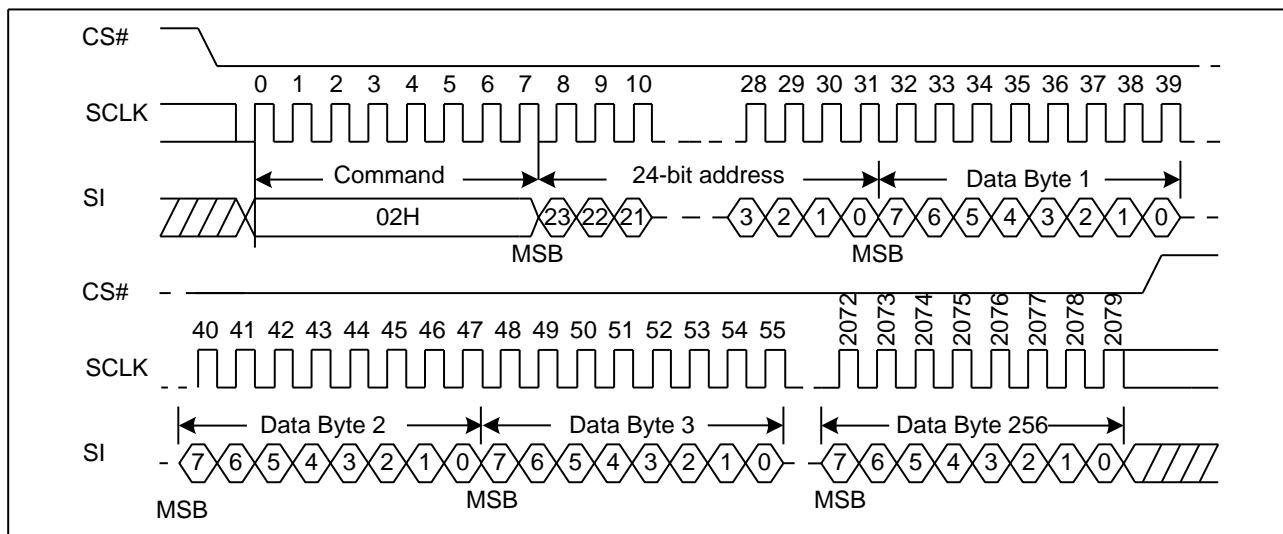 CS#
0 1 2 3 4 5 6 7 8 9 10 28 29 30 31 32 33 34 35 36 37 38 39
SCLK
Command 24-bit address Data Byte 1
SI
02H 23 22 21 3 2 1 0 7 6 5 4 3 2 1 0
MSB MSB
CS#
40 41 42 43 44 45 46 47 48 49 50 51 52 53 54 55 2072 2073 2074 2075 2076 2077 2078 2079
SCLK
Data Byte 2 Data Byte 3 Data Byte 256
SI
7 6 5 4 3 2 1 0 7 6 5 4 3 2 1 0 7 6 5 4 3 2 1 0
MSB MSB MSB